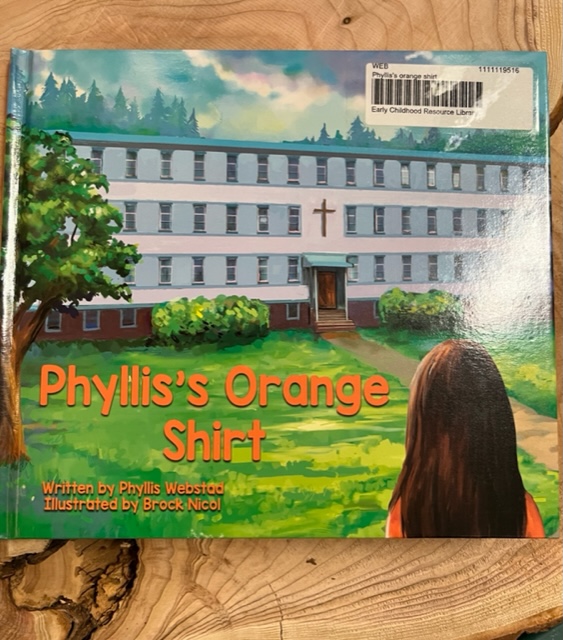 WEB 1111119516
Phyllis's orange shirt
Early Childhood Resource
Phyllis's Orange
Shirt
Written by Phyllis Webstad
Illustrated by Brock Nicol